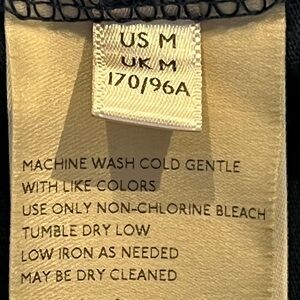 US M
UK M
170/96A
MACHINE WASH COLD GENTLE
WITH LIKE COLORS
USE ONLY NON-CHLORINE BLEACH
TUMBLE DRY LOW
LOW IRON AS NEEDED
MAY BE DRY CLEANED